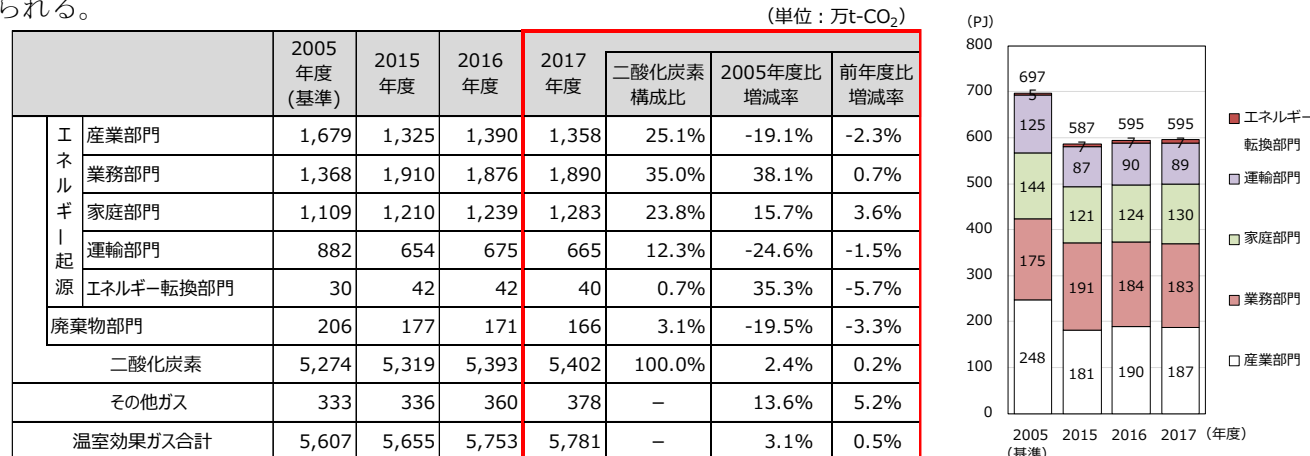 られる。
（単位：万t-CO2）
2005年度(基準) 2015年度 2016年度 2017年度 二酸化炭素構成比 2005年度比増減率 前年度比増減率
エネルギー起源
産業部門 1,679 1,325 1,390 1,358 25.1% -19.1% -2.3%
業務部門 1,368 1,910 1,876 1,890 35.0% 38.1% 0.7%
家庭部門 1,109 1,210 1,239 1,283 23.8% 15.7% 3.6%
運輸部門 882 654 675 665 12.3% -24.6% -1.5%
エネルギー転換部門 30 42 42 40 0.7% 35.3% -5.7%
廃棄物部門 206 177 171 166 3.1% -19.5% -3.3%
二酸化炭素 5,274 5,319 5,393 5,402 100.0% 2.4% 0.2%
その他ガス 333 336 360 378 － 13.6% 5.2%
温室効果ガス合計 5,607 5,655 5,753 5,781 － 3.1% 0.5%
(PJ)
800
700
600
500
400
300
200
100
0
697 587 595 595
5 7 7 7
125 87 90 89
144 121 124 130
175 191 184 183
248 181 190 187
2005 2015 2016 2017（年度）
(基準)
エネルギー
転換部門
運輸部門
家庭部門
業務部門
産業部門